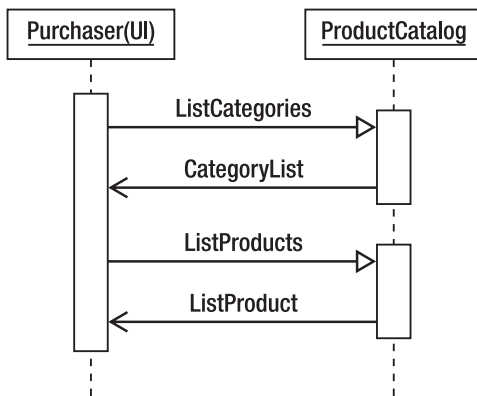 Purchaser(UI)
ProductCatalog
ListCategories
CategoryList
ListProducts
ListProduct